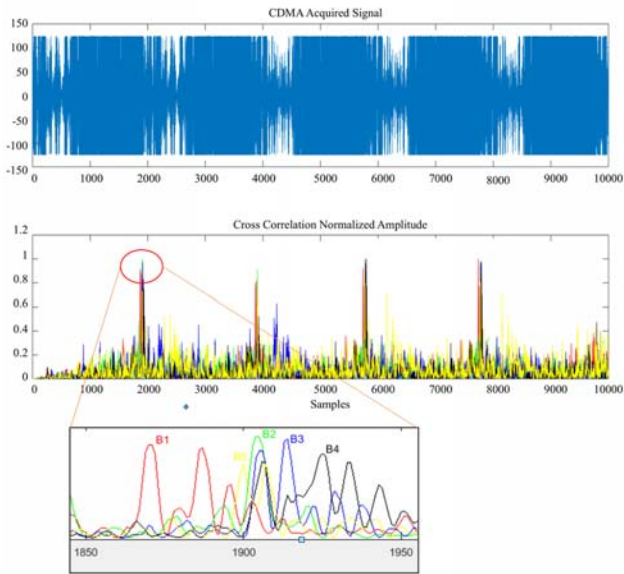 CDMA Acquired Signal
150
100
50
0
-50
-100
-150
0 1000 2000 3000 4000 5000 6000 7000 8000 9000 10000
Cross Correlation Normalized Amplitude
1.2
1
0.8
0.6
0.4
0.2
0
0 1000 2000 3000 4000 5000 6000 7000 8000 9000 10000
Samples
B1 B5 B2 B3 B4
1850 1900 1950